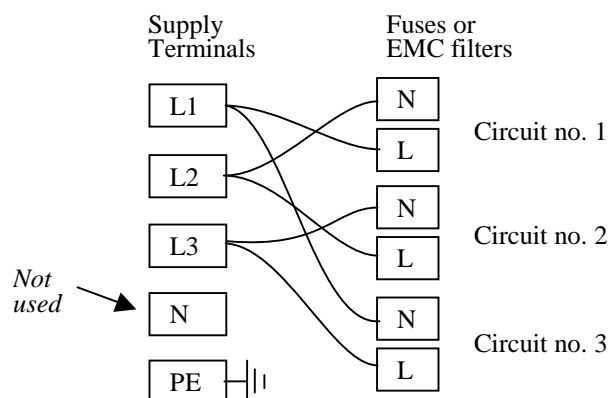 Supply
Terminals
L1
L2
L3
N
PE
Not
used
Fuses or
EMC filters
N
L
Circuit no. 1
N
L
Circuit no. 2
N
L
Circuit no. 3